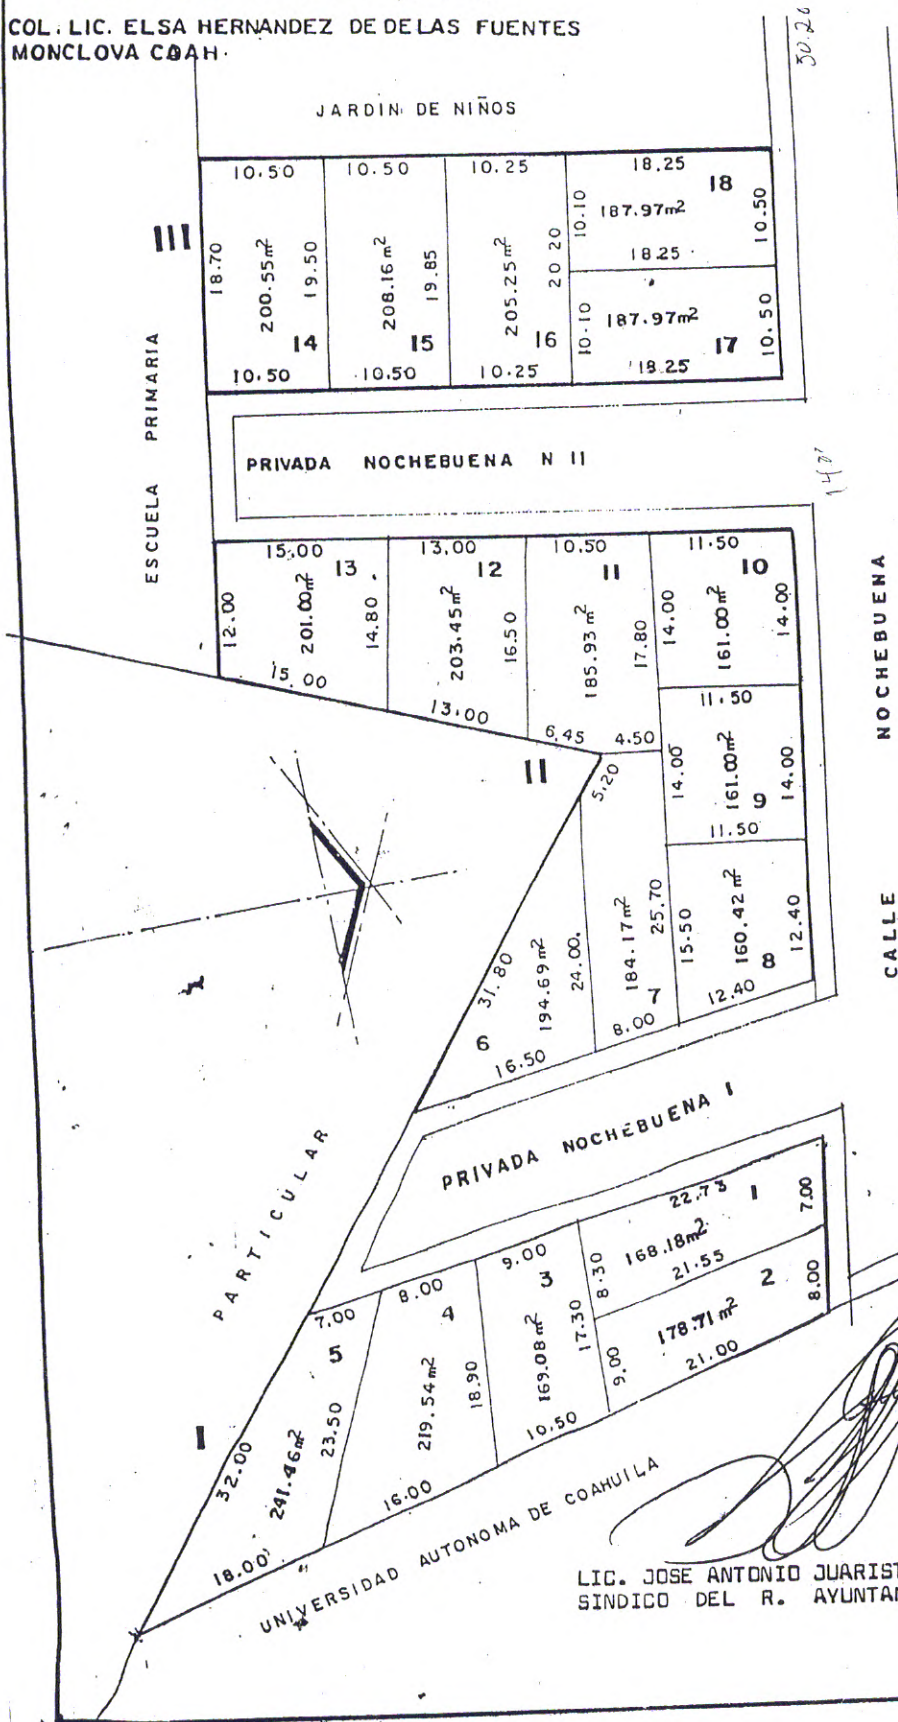 COL. LIC. ELSA HERNANDEZ DE DE LAS FUENTES
MONCLOVA COAH.
30.20
JARDIN DE NIÑOS
III
ESCUELA PRIMARIA
10.50
18.70
200.55m²
19.50
14
10.50
10.50
208.16m²
19.85
15
10.50
10.25
205.25m²
20 20
16
10.25
18.25
18
10.10
187.97m²
10.50
18.25
10.10
187.97m²
17
10.50
18.25
PRIVADA NOCHEBUENA N II
15.00
13
12.00
201.00m²
14.80
15.00
13.00
12
203.45m²
16.50
13.00
10.50
11
185.93m²
17.80
6.45
4.50
11.50
10
14.00
161.00m²
14.00
11.50
14.00
161.00m²
9
14.00
11.50
15.50
160.42m²
8
12.40
12.40
II
5.20
184.17m²
25.70
7
8.00
31.80
194.69m²
24.00
6
16.50
CALLE NOCHEBUENA
PRIVADA NOCHEBUENA I
PARTICULAR
22.73
1
7.00
8.30
168.18m²
21.55
2
8.00
9.00
178.71m²
21.00
9.00
3
169.08m²
17.30
10.50
8.00
4
219.54m²
18.90
16.00
7.00
5
241.46m²
23.50
32.00
18.00
I
UNIVERSIDAD AUTONOMA DE COAHUILA
LIC. JOSE ANTONIO JUARIST
SINDICO DEL R. AYUNTA